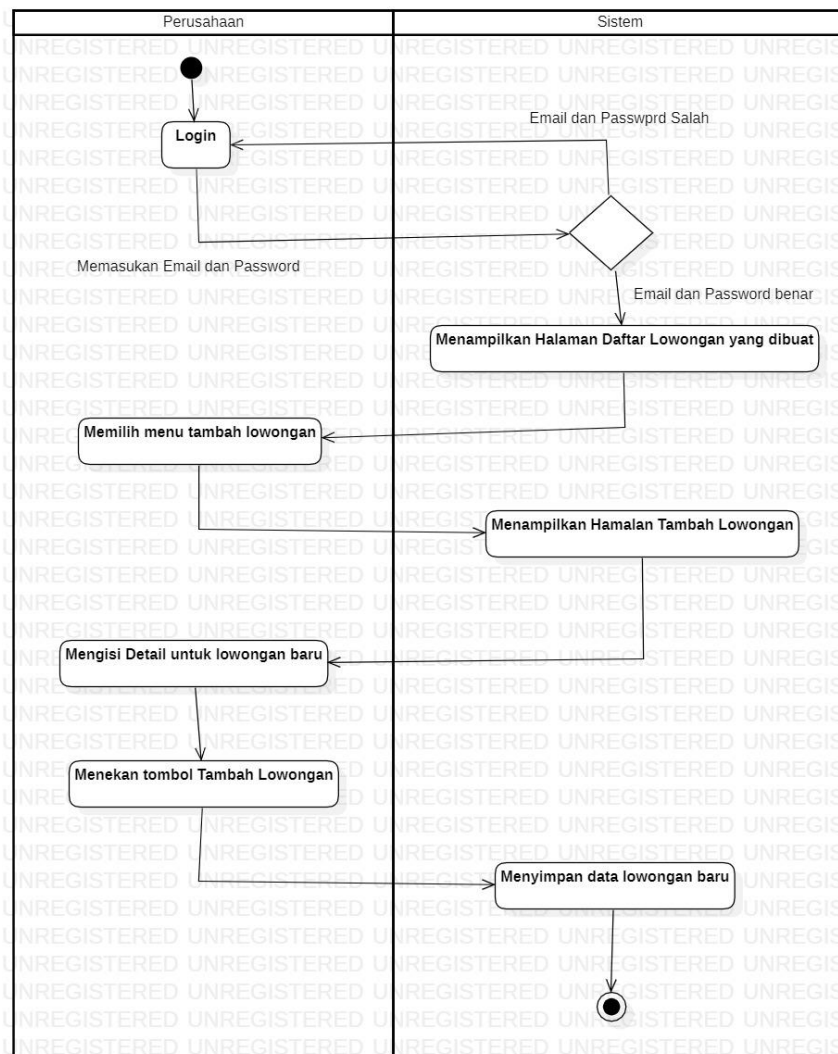 Perusahaan
Sistem
Email dan Passwprd Salah
Login
Memasukan Email dan Password
Email dan Password benar
Menampilkan Halaman Daftar Lowongan yang dibuat
Memilih menu tambah lowongan
Menampilkan Hamalan Tambah Lowongan
Mengisi Detail untuk lowongan baru
Menekan tombol Tambah Lowongan
Menyimpan data lowongan baru
UNREGISTERED